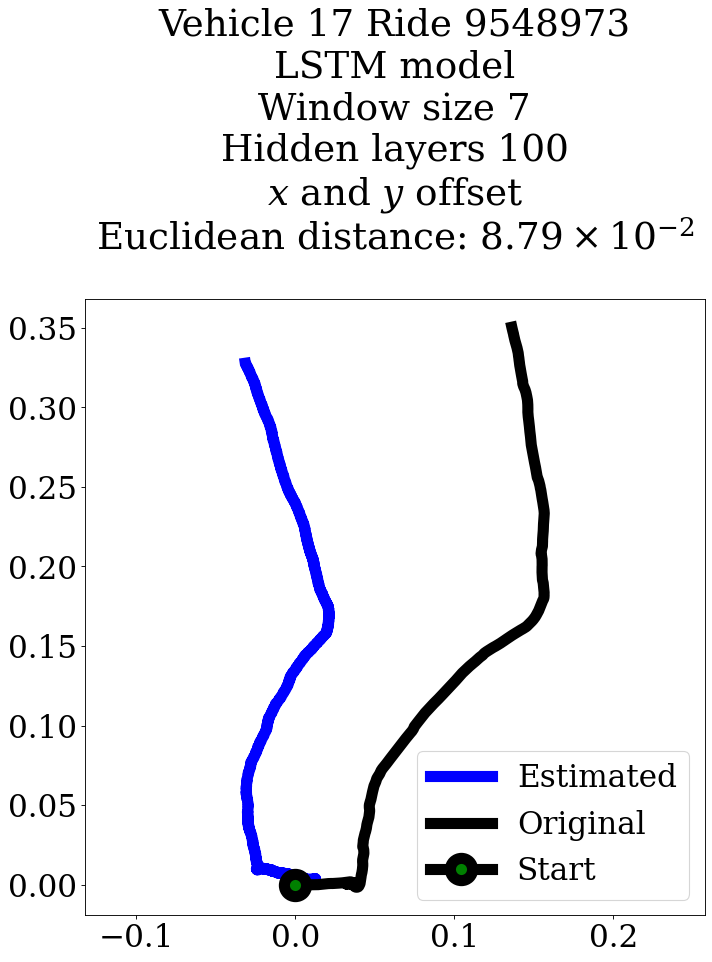 Vehicle 17 Ride 9548973
LSTM model
Window size 7
Hidden layers 100
x and y offset
Euclidean distance: 8.79 × 10⁻²
0.35
0.30
0.25
0.20
0.15
0.10
0.05
0.00
−0.1
0.0
0.1
0.2
Estimated
Original
Start